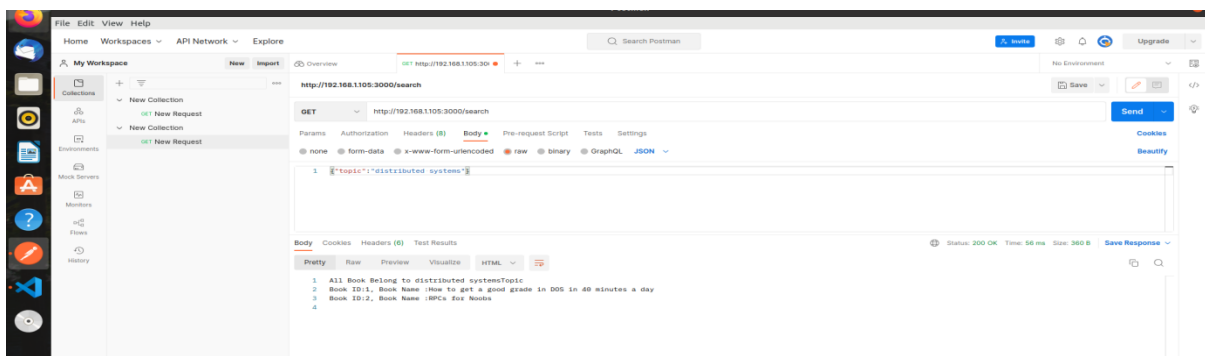 File Edit View Help
Home Workspaces API Network Explore
Search Postman
Invite
Upgrade
My Workspace New Import
Overview
GET http://192.168.1.105:30
No Environment
Collections
APIs
Environments
Mock Servers
Monitors
Flows
History
New Collection
GET New Request
New Collection
GET New Request
http://192.168.1.105:3000/search
Save
GET http://192.168.1.105:3000/search
Send
Params Authorization Headers (8) Body Pre-request Script Tests Settings
Cookies
none form-data x-www-form-urlencoded raw binary GraphQL JSON
Beautify
1 {"topic":"distributed systems"}
Body Cookies Headers (6) Test Results
Status: 200 OK Time: 56 ms Size: 360 B Save Response
Pretty Raw Preview Visualize HTML
1 All Book Belong to distributed systemsTopic
2 Book ID:1, Book Name :How to get a good grade in DOS in 40 minutes a day
3 Book ID:2, Book Name :RPCs for Noobs
4